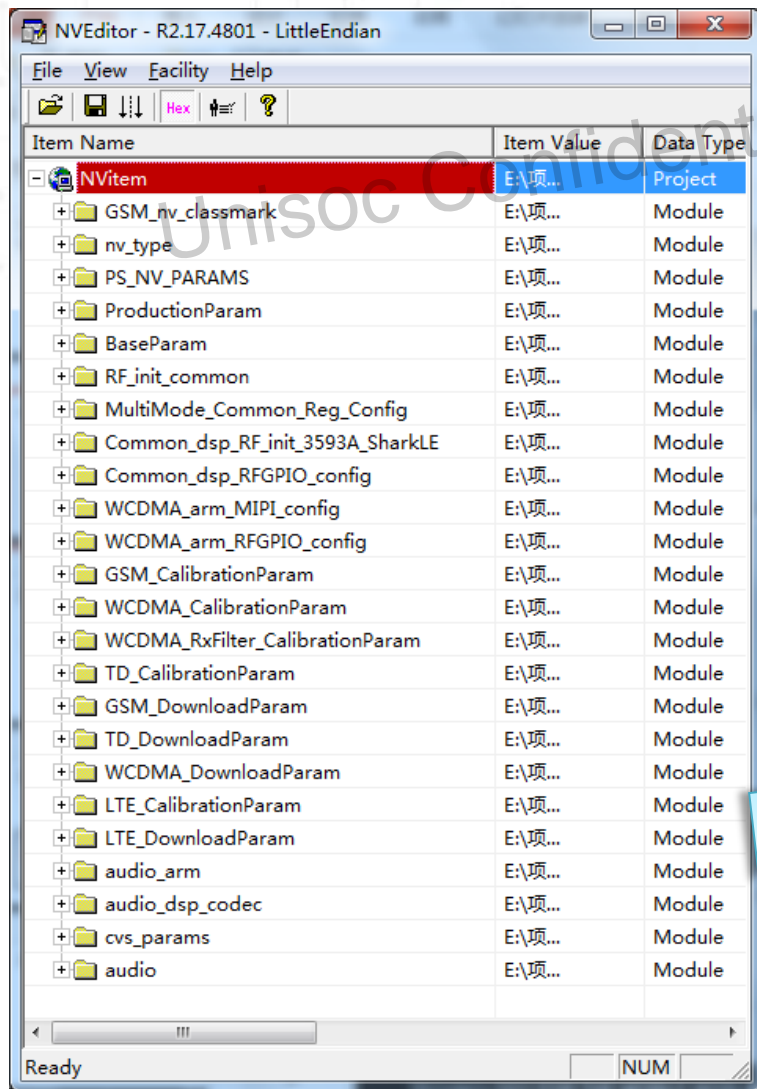 NVEditor - R2.17.4801 - LittleEndian
File View Facility Help
Hex
Item Name Item Value Data Type
NVitem E:\项... Project
GSM_nv_classmark E:\项... Module
nv_type E:\项... Module
PS_NV_PARAMS E:\项... Module
ProductionParam E:\项... Module
BaseParam E:\项... Module
RF_init_common E:\项... Module
MultiMode_Common_Reg_Config E:\项... Module
Common_dsp_RF_init_3593A_SharkLE E:\项... Module
Common_dsp_RFGPIO_config E:\项... Module
WCDMA_arm_MIPI_config E:\项... Module
WCDMA_arm_RFGPIO_config E:\项... Module
GSM_CalibrationParam E:\项... Module
WCDMA_CalibrationParam E:\项... Module
WCDMA_RxFilter_CalibrationParam E:\项... Module
TD_CalibrationParam E:\项... Module
GSM_DownloadParam E:\项... Module
TD_DownloadParam E:\项... Module
WCDMA_DownloadParam E:\项... Module
LTE_CalibrationParam E:\项... Module
LTE_DownloadParam E:\项... Module
audio_arm E:\项... Module
audio_dsp_codec E:\项... Module
cvs_params E:\项... Module
audio E:\项... Module
Ready NUM
Unisoc Confident